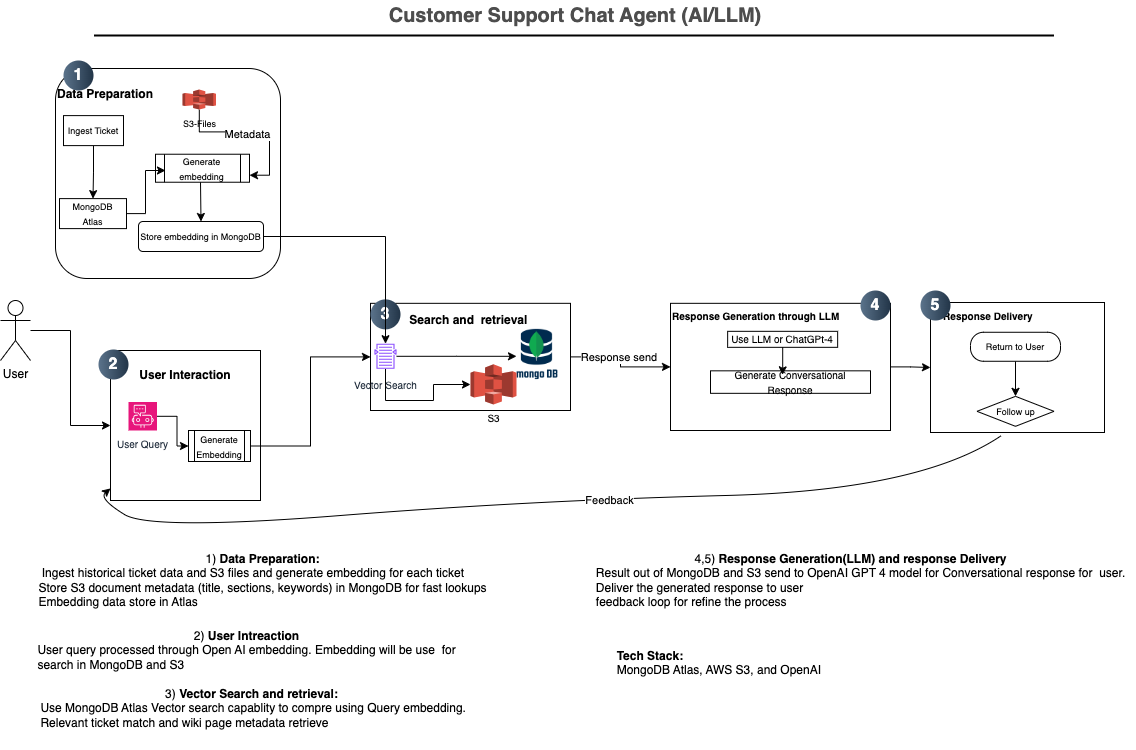 Customer Support Chat Agent (AI/LLM)
1
Data Preparation
S3-Files
Ingest Ticket
Metadata
Generate
embedding
MongoDB
Atlas
Store embedding in MongoDB
User
2
User Interaction
User Query
Generate
Embedding
3
Search and retrieval
Vector Search
mongo DB
S3
Response send
4
Response Generation through LLM
Use LLM or ChatGPt-4
Generate Conversational
Response
5
Response Delivery
Return to User
Follow up
Feedback
1) Data Preparation:
Ingest historical ticket data and S3 files and generate embedding for each ticket
Store S3 document metadata (title, sections, keywords) in MongoDB for fast lookups
Embedding data store in Atlas
2) User Intreaction
User query processed through Open AI embedding. Embedding will be use for
search in MongoDB and S3
3) Vector Search and retrieval:
Use MongoDB Atlas Vector search capablity to compre using Query embedding.
Relevant ticket match and wiki page metadata retrieve
4,5) Response Generation(LLM) and response Delivery
Result out of MongoDB and S3 send to OpenAI GPT 4 model for Conversational response for user.
Deliver the generated response to user
feedback loop for refine the process
Tech Stack:
MongoDB Atlas, AWS S3, and OpenAI